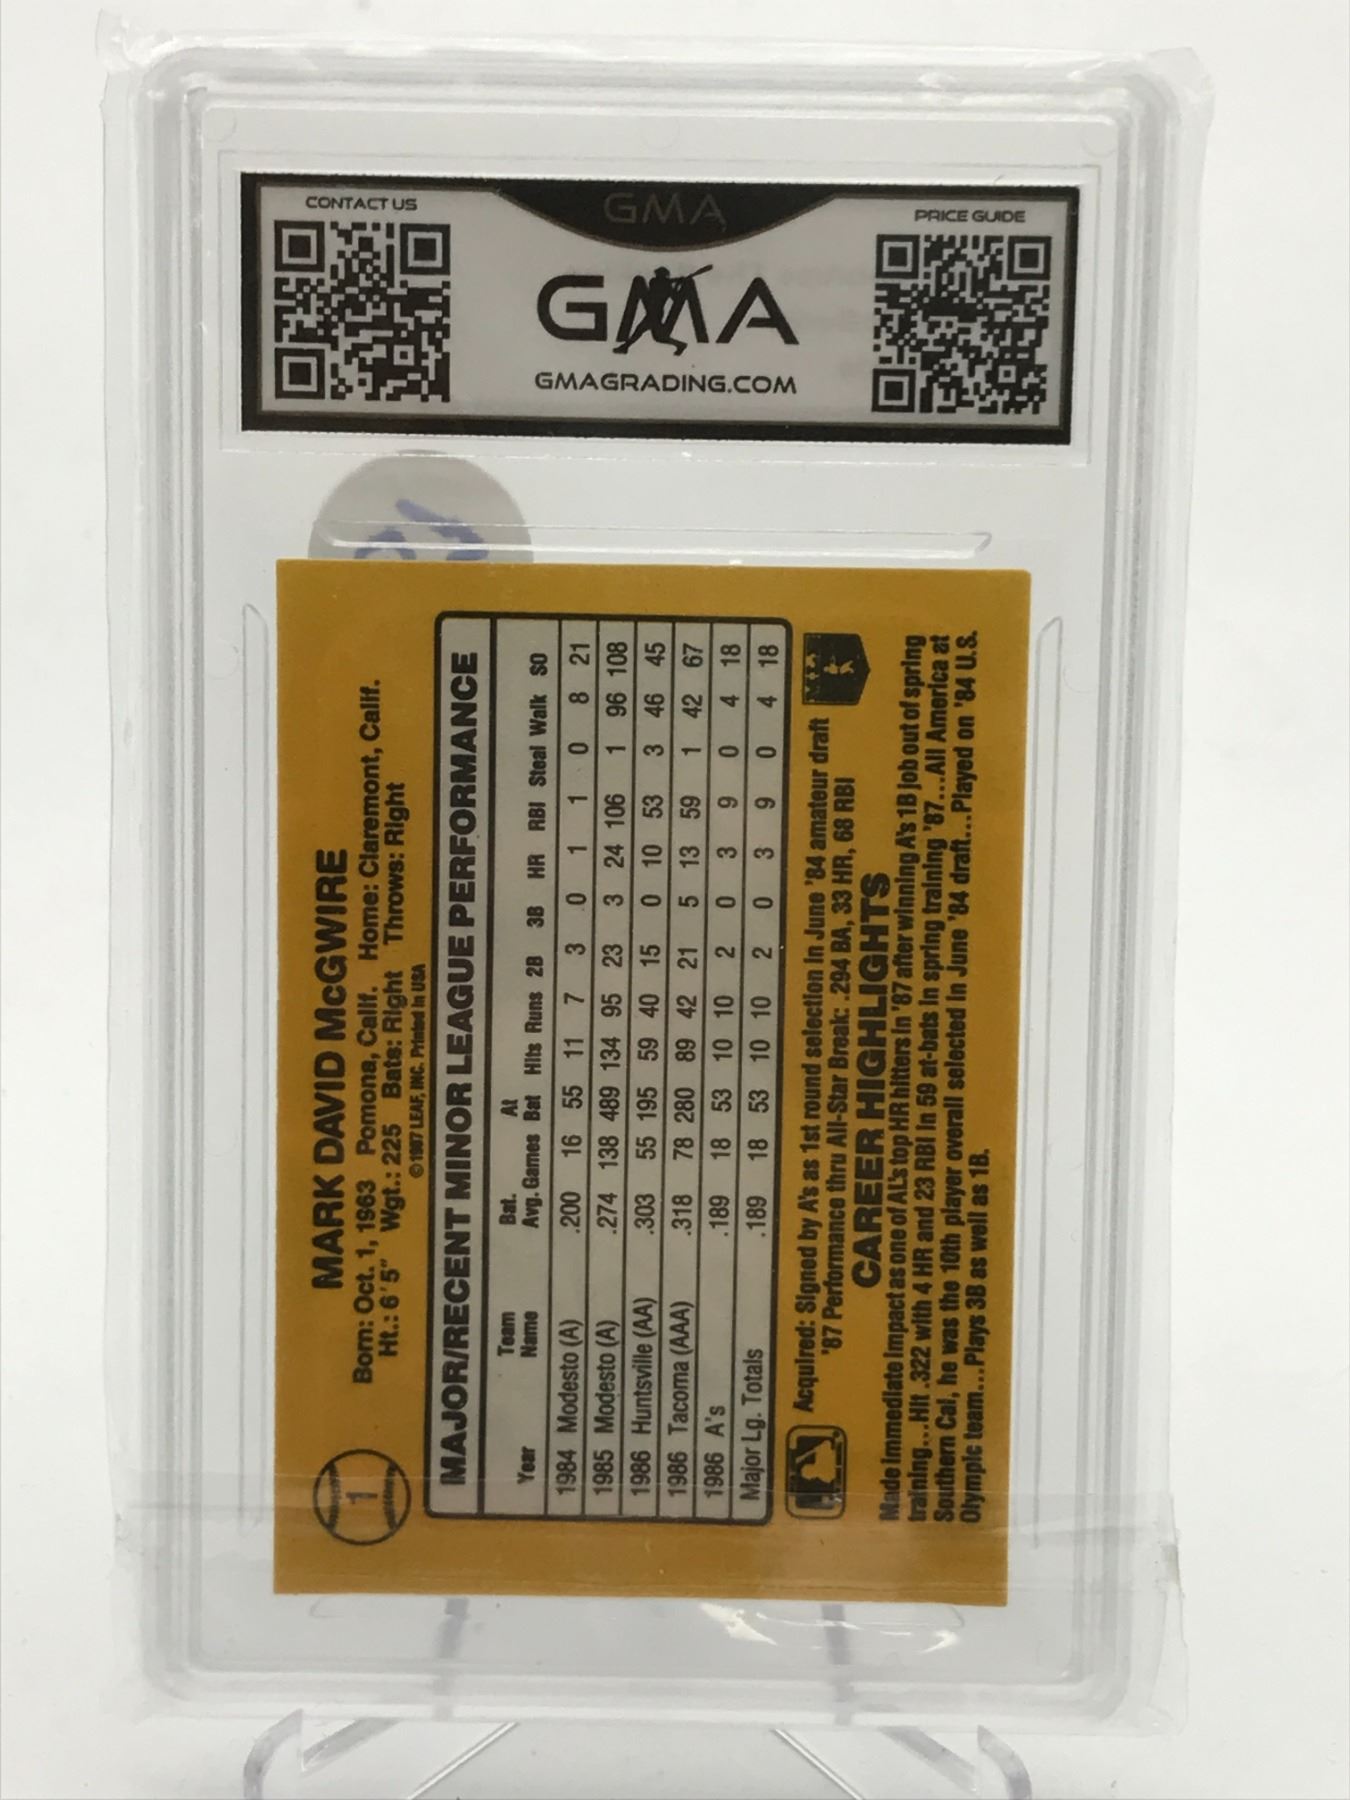 CONTACT US
GMA
PRICE GUIDE
GMA
GMAGRADING.COM
1
MARK DAVID McGWIRE
Born: Oct. 1, 1963 Pomona, Calif. Home: Claremont, Calif.
Ht.: 6'5" Wgt.: 225 Bats: Right Throws: Right
© 1987 LEAF, INC. Printed in USA
MAJOR/RECENT MINOR LEAGUE PERFORMANCE
Year Team Name Bat. Avg. Games At Bat Hits Runs 2B 3B HR RBI Steal Walk SO
1984 Modesto (A) .200 16 55 11 7 3 0 1 1 0 8 21
1985 Modesto (A) .274 138 489 134 95 23 3 24 106 1 96 108
1986 Huntsville (AA) .303 55 195 59 40 15 0 10 53 3 46 45
1986 Tacoma (AAA) .318 78 280 89 42 21 5 13 59 1 42 67
1986 A's .189 18 53 10 10 2 0 3 9 0 4 18
Major Lg. Totals .189 18 53 10 10 2 0 3 9 0 4 18
Acquired: Signed by A's as 1st round selection in June '84 amateur draft
'87 Performance thru All-Star Break: .294 BA, 33 HR, 68 RBI
CAREER HIGHLIGHTS
Made immediate impact as one of AL's top HR hitters in '87 after winning A's 1B job out of spring
training...Hit .322 with 4 HR and 23 RBI in 59 at-bats in spring training '87...All America at
Southern Cal, he was the 10th player overall selected in June '84 draft...Played on '84 U.S.
Olympic team...Plays 3B as well as 1B.